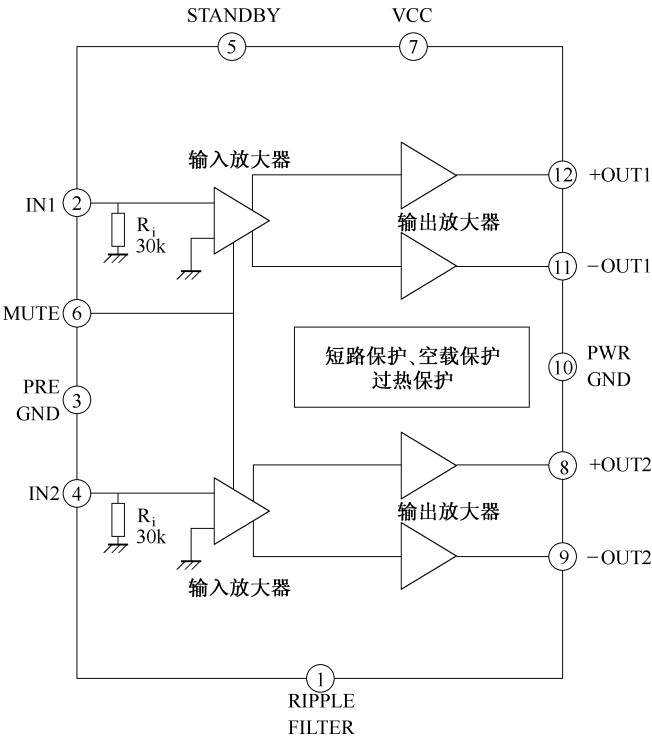 STANDBY
VCC
5
7
输入放大器
12
+OUT1
IN1
2
Ri
30k
输出放大器
11
−OUT1
MUTE
6
短路保护、空载保护
过热保护
10
PWR
GND
PRE
GND
3
IN2
4
Ri
30k
8
+OUT2
输出放大器
9
−OUT2
输入放大器
1
RIPPLE
FILTER